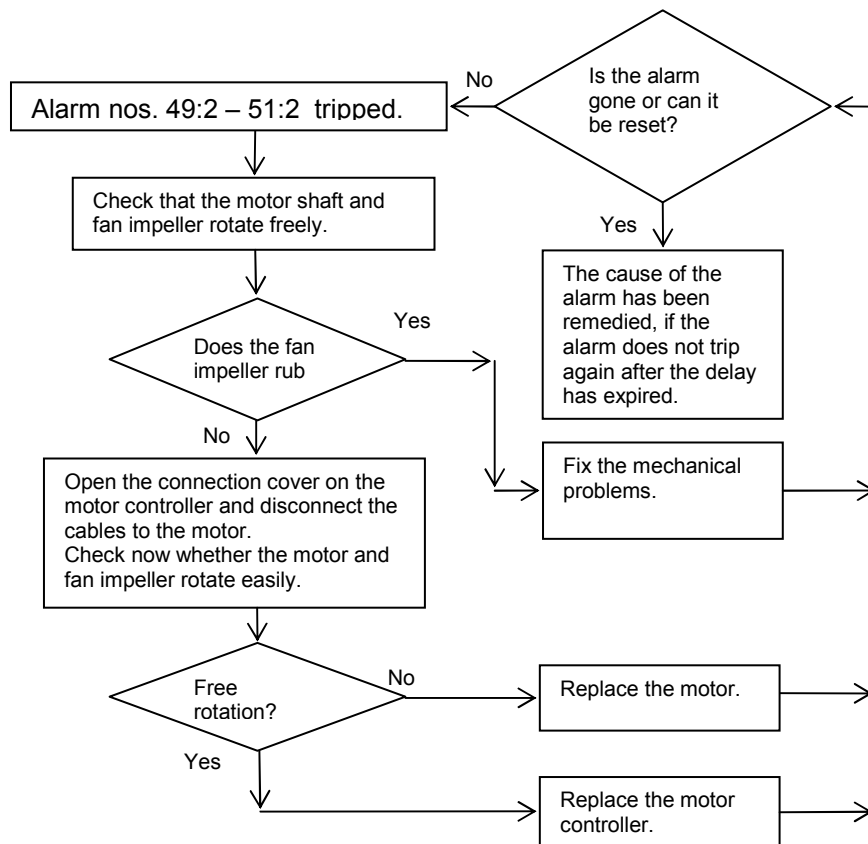 Alarm nos. 49:2 – 51:2 tripped.
No
Is the alarm
gone or can it
be reset?
Yes
The cause of the
alarm has been
remedied, if the
alarm does not trip
again after the delay
has expired.
Check that the motor shaft and
fan impeller rotate freely.
Does the fan
impeller rub
Yes
No
Fix the mechanical
problems.
Open the connection cover on the
motor controller and disconnect the
cables to the motor.
Check now whether the motor and
fan impeller rotate easily.
Free
rotation?
No
Replace the motor.
Yes
Replace the motor
controller.